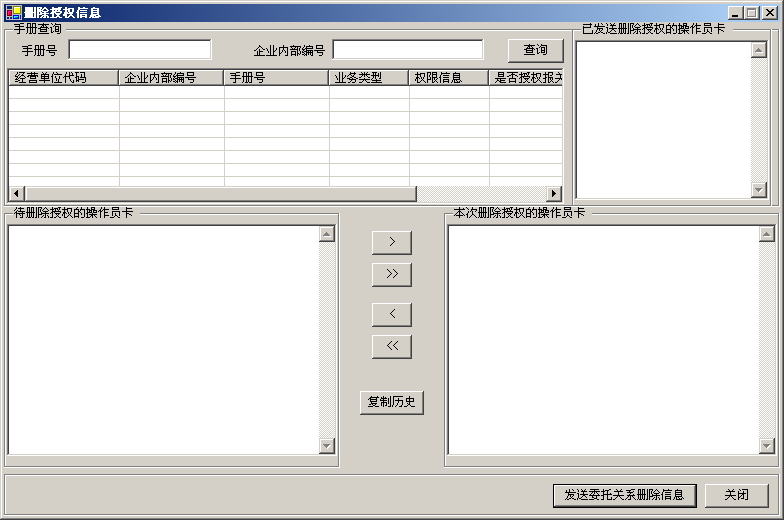 删除授权信息
手册查询
手册号
企业内部编号
查询
经营单位代码 企业内部编号 手册号 业务类型 权限信息 是否授权报关
已发送删除授权的操作员卡
待删除授权的操作员卡
本次删除授权的操作员卡
>
>>
<
<<
复制历史
发送委托关系删除信息 关闭